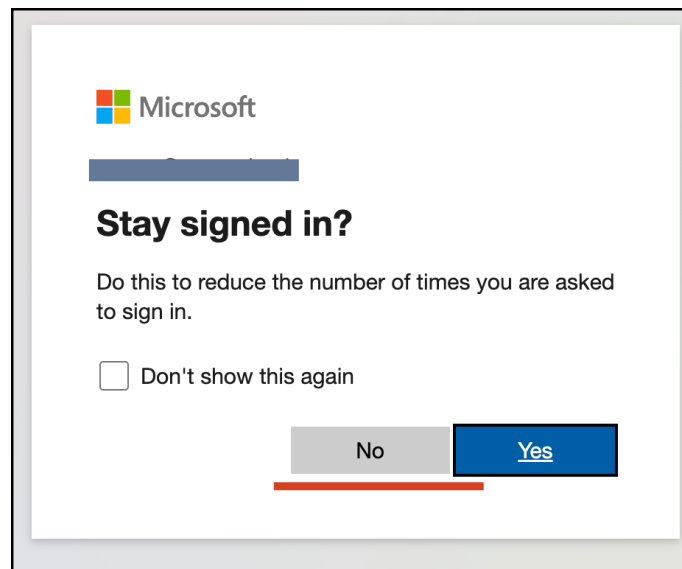 Microsoft
Stay signed in?
Do this to reduce the number of times you are asked
to sign in.
Don't show this again
No
Yes